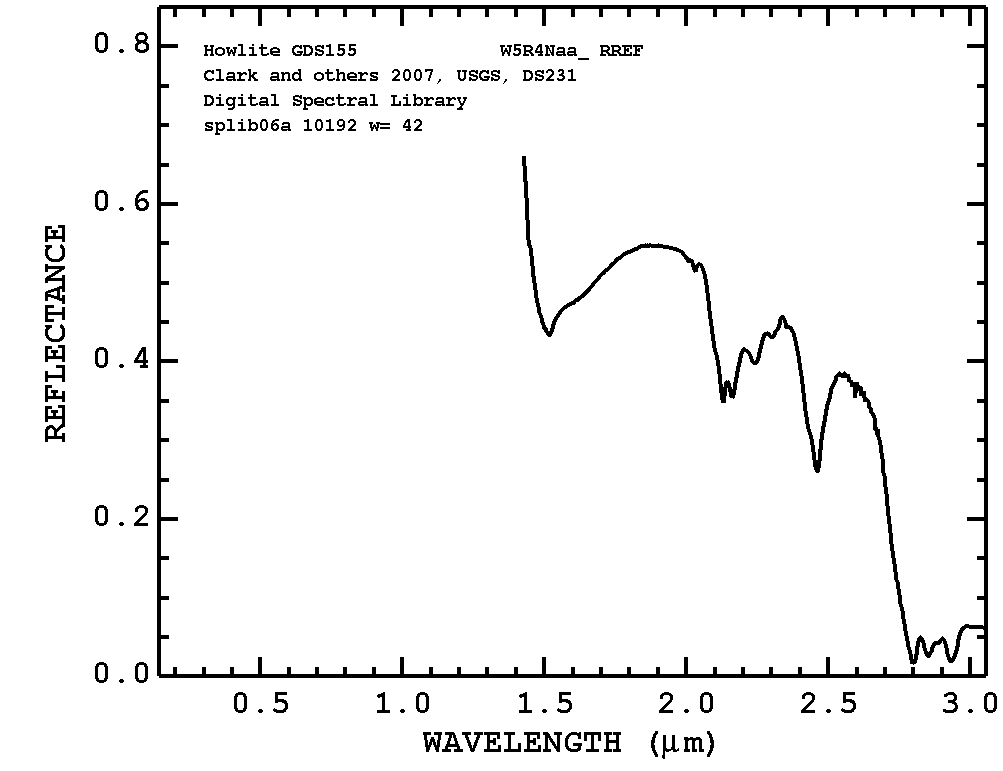 Howlite GDS155 W5R4Naa_ RREF
Clark and others 2007, USGS, DS231
Digital Spectral Library
splib06a 10192 w= 42
REFLECTANCE
0.8
0.6
0.4
0.2
0.0
0.5 1.0 1.5 2.0 2.5 3.0
WAVELENGTH (μm)